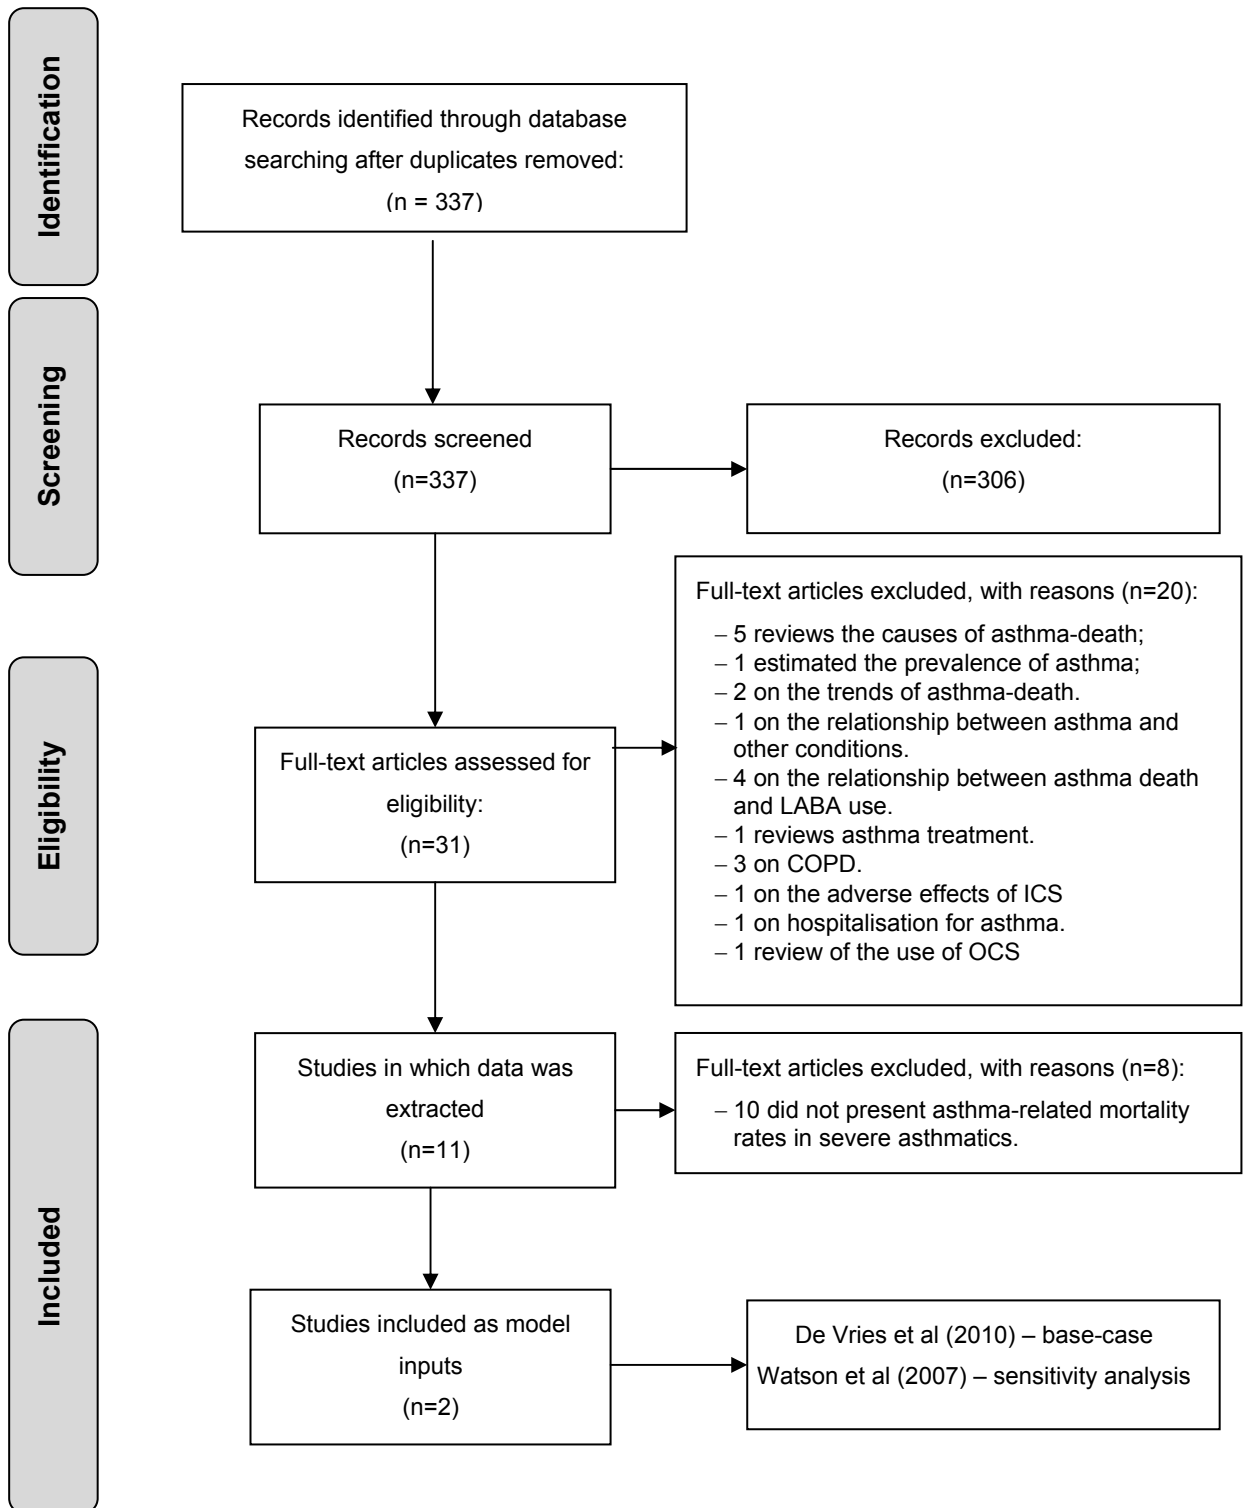 Identification
Records identified through database
searching after duplicates removed:
(n = 337)
Screening
Records screened
(n=337)
Records excluded:
(n=306)
Eligibility
Full-text articles assessed for
eligibility:
(n=31)
Full-text articles excluded, with reasons (n=20):
– 5 reviews the causes of asthma-death;
– 1 estimated the prevalence of asthma;
– 2 on the trends of asthma-death.
– 1 on the relationship between asthma and
other conditions.
– 4 on the relationship between asthma death
and LABA use.
– 1 reviews asthma treatment.
– 3 on COPD.
– 1 on the adverse effects of ICS
– 1 on hospitalisation for asthma.
– 1 review of the use of OCS
Included
Studies in which data was
extracted
(n=11)
Full-text articles excluded, with reasons (n=8):
– 10 did not present asthma-related mortality
rates in severe asthmatics.
Studies included as model
inputs
(n=2)
De Vries et al (2010) – base-case
Watson et al (2007) – sensitivity analysis